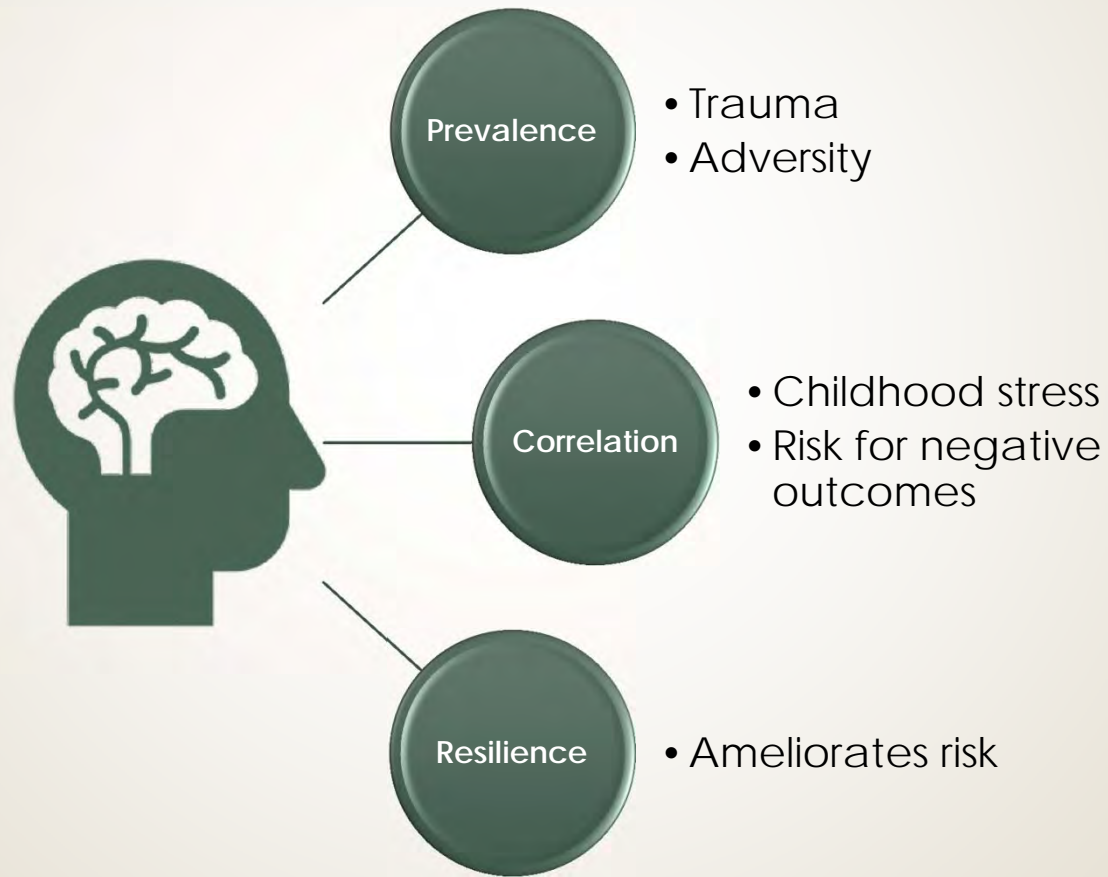 Prevalence
• Trauma
• Adversity
Correlation
• Childhood stress
• Risk for negative
outcomes
Resilience
• Ameliorates risk